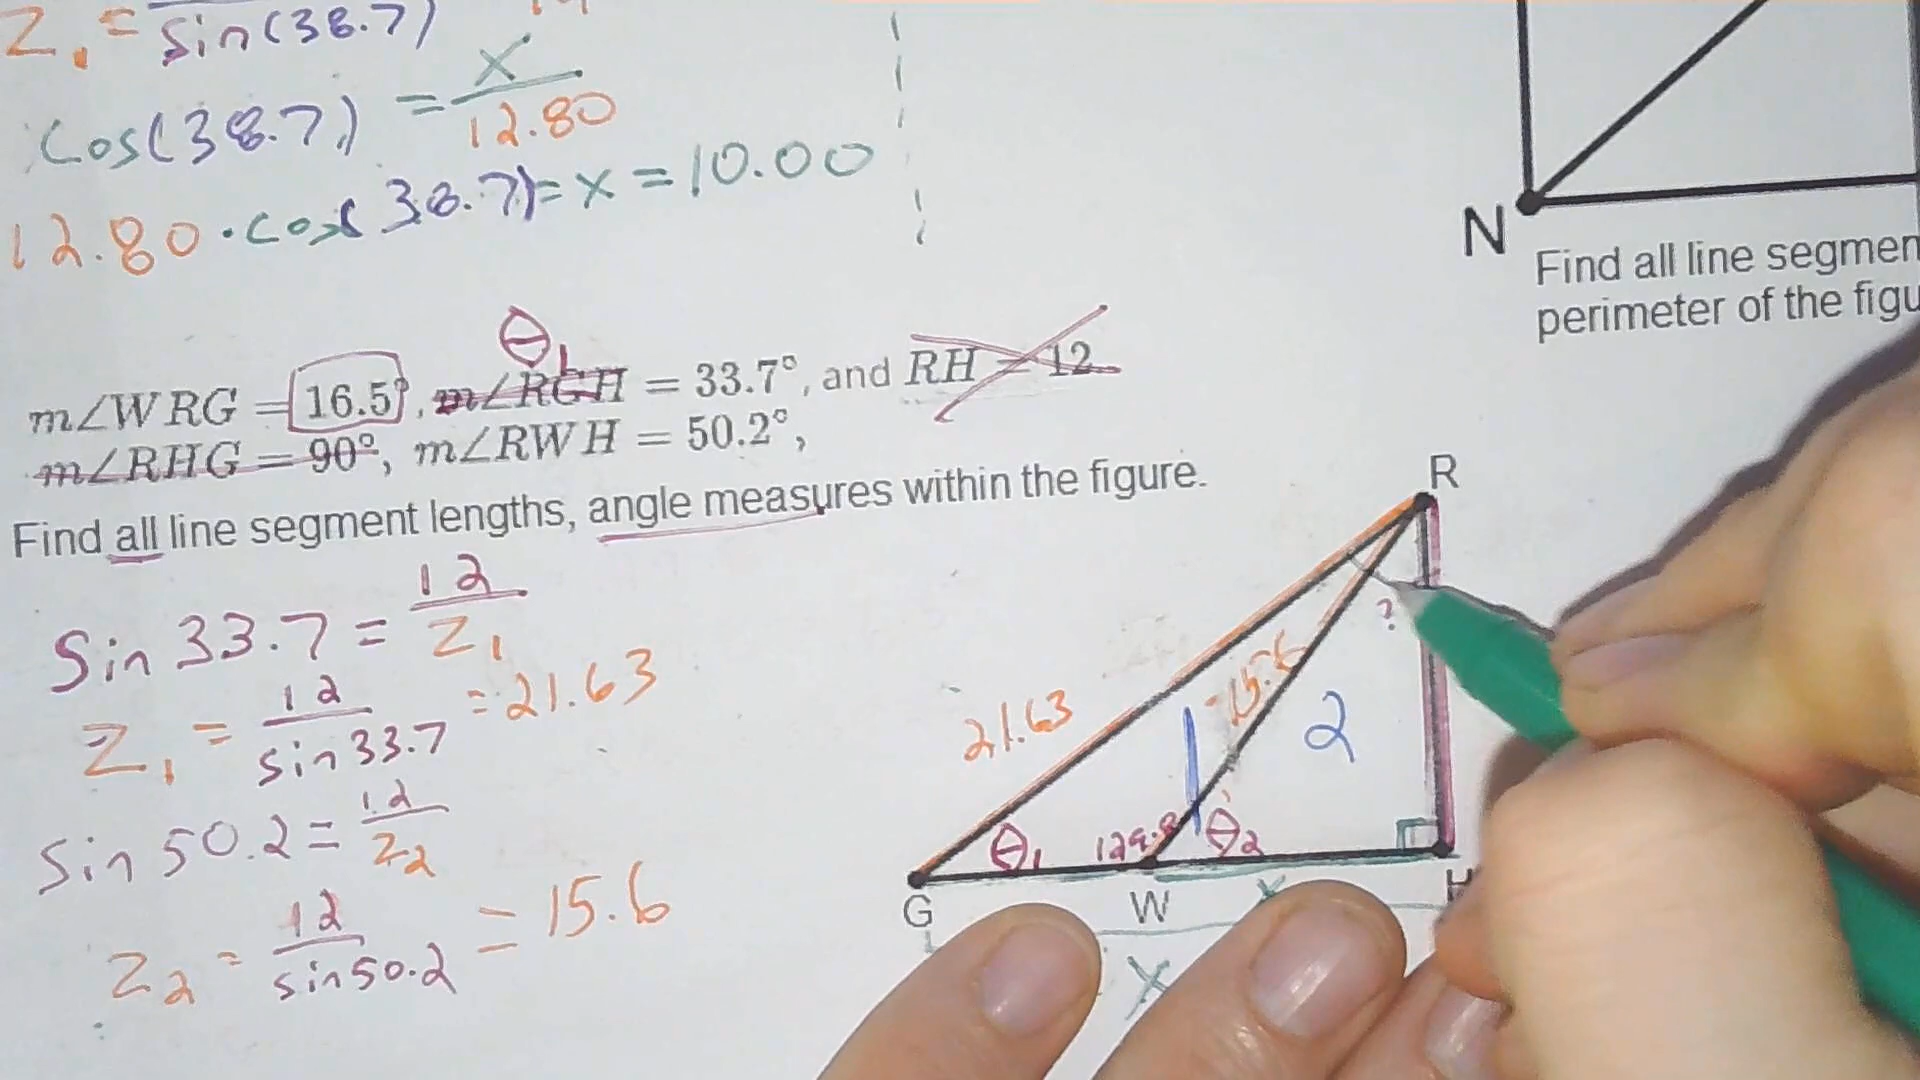 Z₁ = sin(38.7)
cos(38.7) = x / 12.80
12.80 · cos(38.7) = x = 10.00
N
Find all line segmen
perimeter of the figu
θ₁
m∠WRG = 16.5°, m∠RGH = 33.7°, and RH = 12
m∠RHG = 90°, m∠RWH = 50.2°,
Find all line segment lengths, angle measures within the figure.
sin 33.7 = 12 / Z₁
Z₁ = 12 / sin 33.7 = 21.63
sin 50.2 = 12 / Z₂
Z₂ = 12 / sin 50.2 = 15.6
R
?
21.63
15.6
1
2
θ₁
129.8
θ₂
G
W
x
H
X